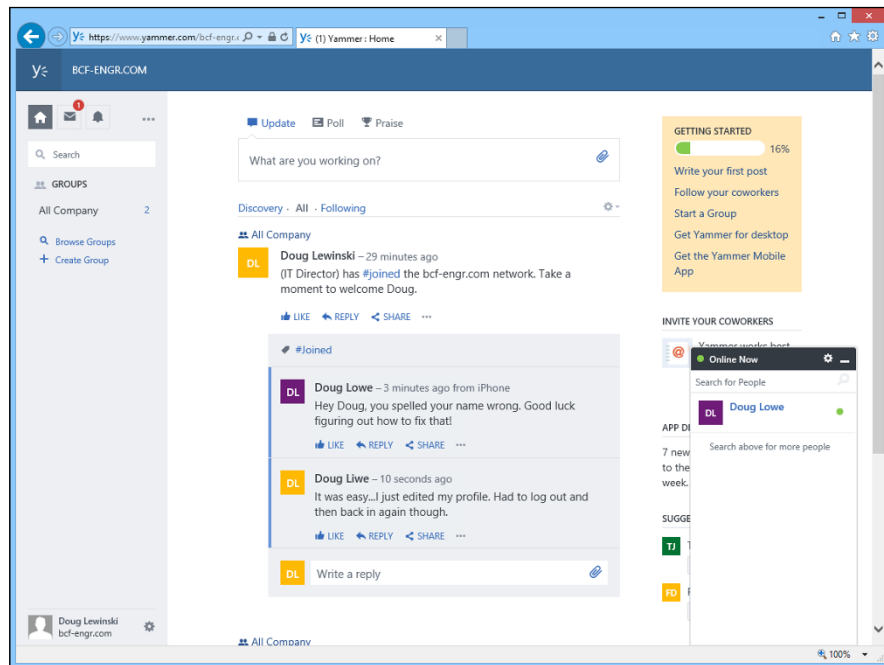 https://www.yammer.com/bcf-engr.c
(1) Yammer : Home
BCF-ENGR.COM
1
Search
GROUPS
All Company 2
Browse Groups
Create Group
Doug Lewinski
bcf-engr.com
Update Poll Praise
What are you working on?
Discovery · All · Following
All Company
DL
Doug Lewinski – 29 minutes ago
(IT Director) has #joined the bcf-engr.com network. Take a
moment to welcome Doug.
LIKE REPLY SHARE ...
#Joined
DL
Doug Lowe – 3 minutes ago from iPhone
Hey Doug, you spelled your name wrong. Good luck
figuring out how to fix that!
LIKE REPLY SHARE ...
DL
Doug Liwe – 10 seconds ago
It was easy...I just edited my profile. Had to log out and
then back in again though.
LIKE REPLY SHARE ...
DL
Write a reply
All Company
GETTING STARTED
16%
Write your first post
Follow your coworkers
Start a Group
Get Yammer for desktop
Get the Yammer Mobile
App
INVITE YOUR COWORKERS
Yammer works best
APP
7 new
to the
week.
TJ
FD
Online Now
Search for People
DL
Doug Lowe
Search above for more people
100%